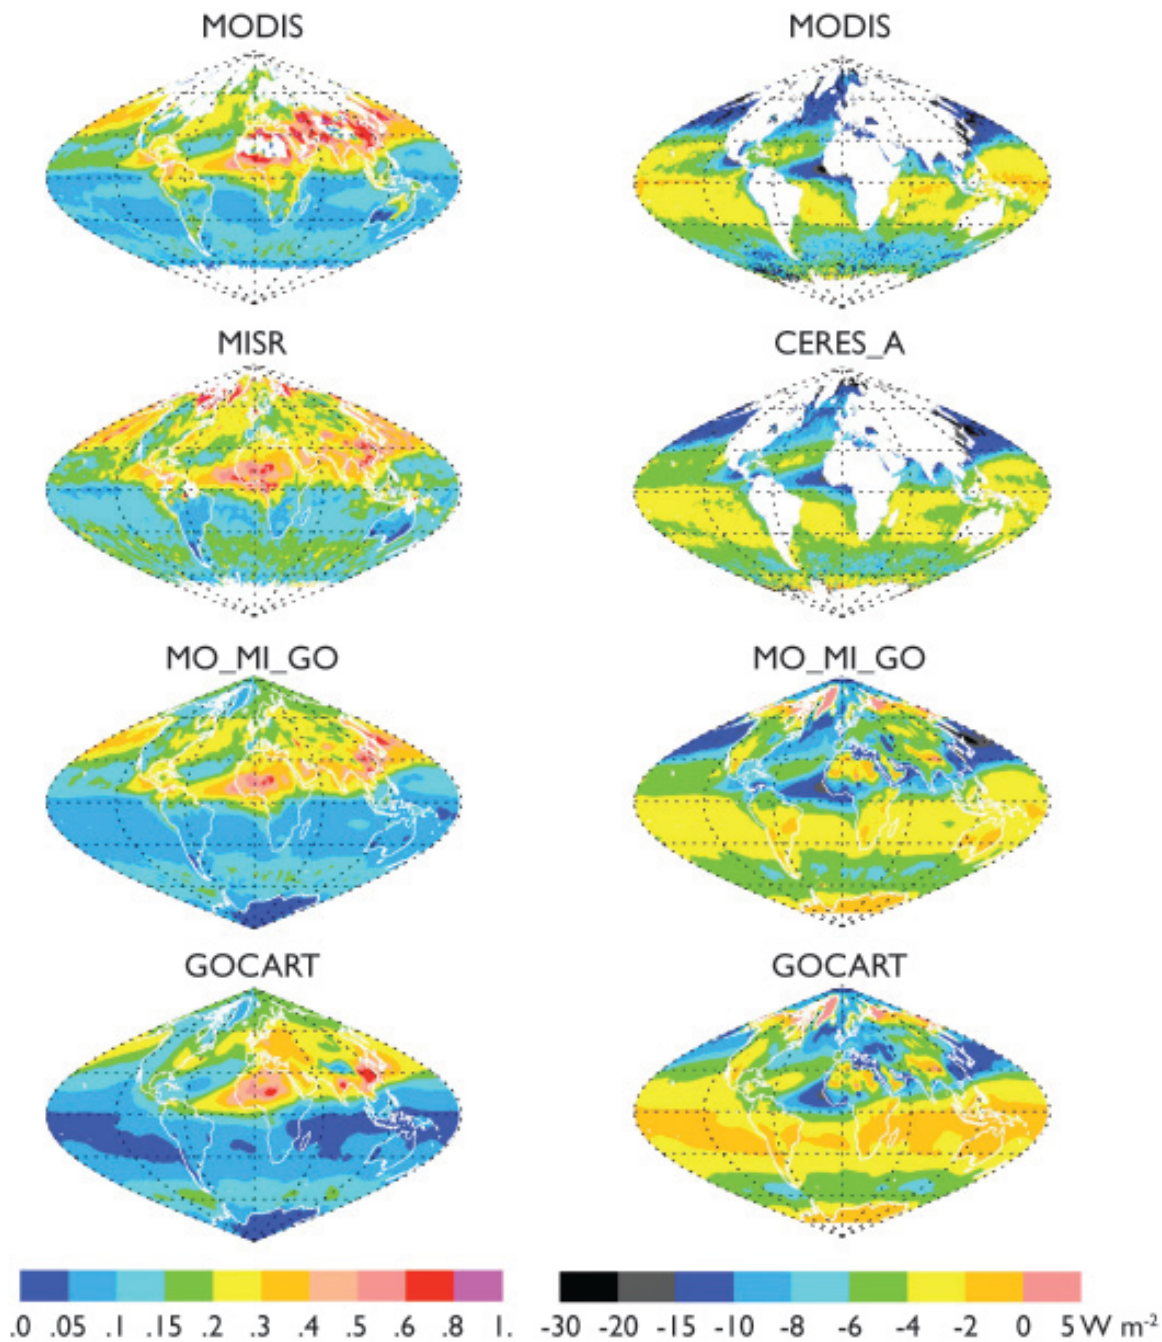 MODIS MODIS
MISR CERES_A
MO_MI_GO MO_MI_GO
GOCART GOCART
.0 .05 .1 .15 .2 .3 .4 .5 .6 .8 1. -30 -20 -15 -10 -8 -6 -4 -2 0 5 W m-2